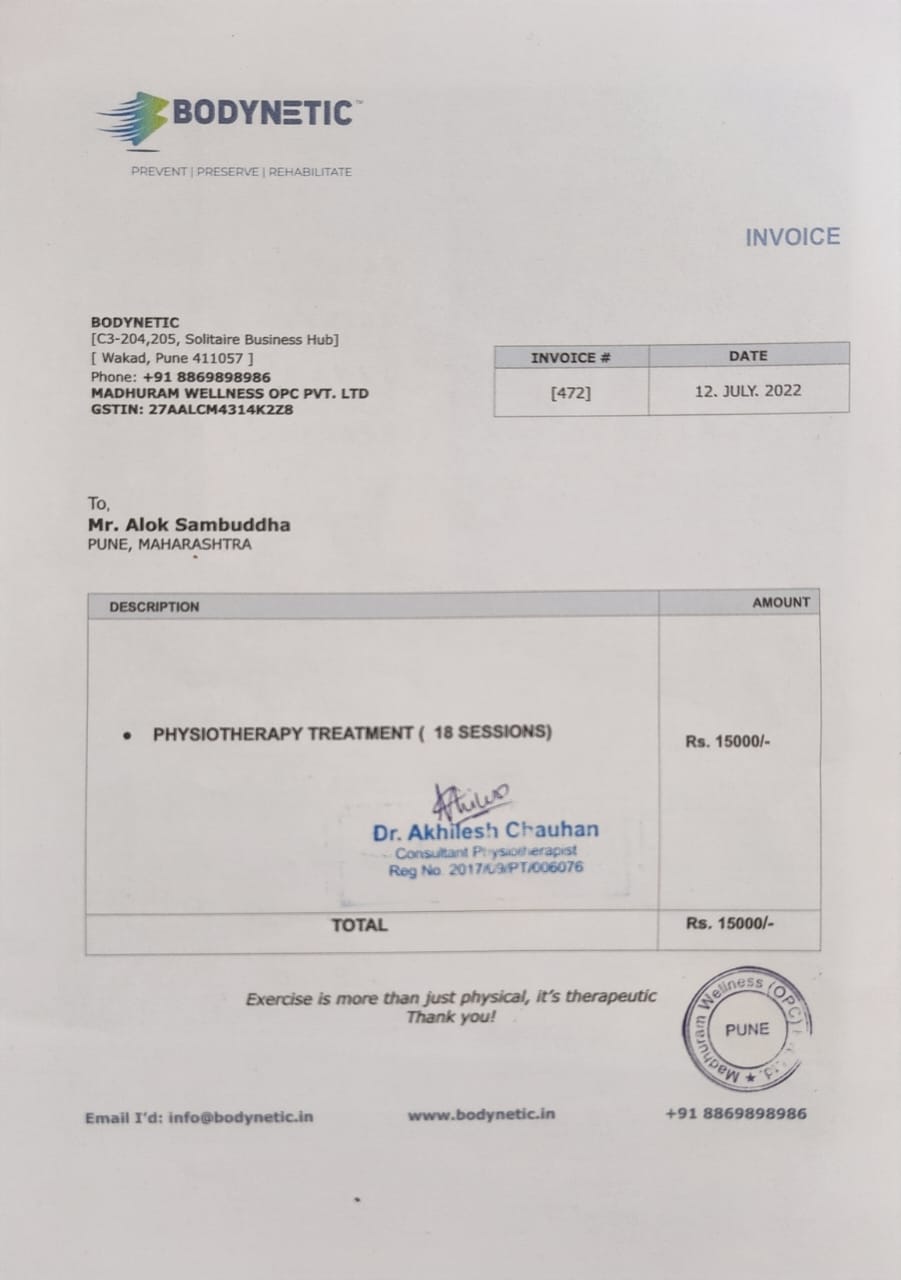 BODYNETIC™
PREVENT | PRESERVE | REHABILITATE
INVOICE
BODYNETIC
[C3-204,205, Solitaire Business Hub]
[ Wakad, Pune 411057 ]
Phone: +91 8869898986
MADHURAM WELLNESS OPC PVT. LTD
GSTIN: 27AALCM4314K2Z8
INVOICE # DATE
[472] 12. JULY. 2022
To,
Mr. Alok Sambuddha
PUNE, MAHARASHTRA
DESCRIPTION AMOUNT
• PHYSIOTHERAPY TREATMENT ( 18 SESSIONS) Rs. 15000/-
Dr. Akhilesh Chauhan
Consultant Physiotherapist
Reg No. 2017/09/PT/006076
TOTAL Rs. 15000/-
Exercise is more than just physical, it's therapeutic
Thank you!
Madhuram Wellness (OPC)
PUNE
Email I'd: info@bodynetic.in www.bodynetic.in +91 8869898986